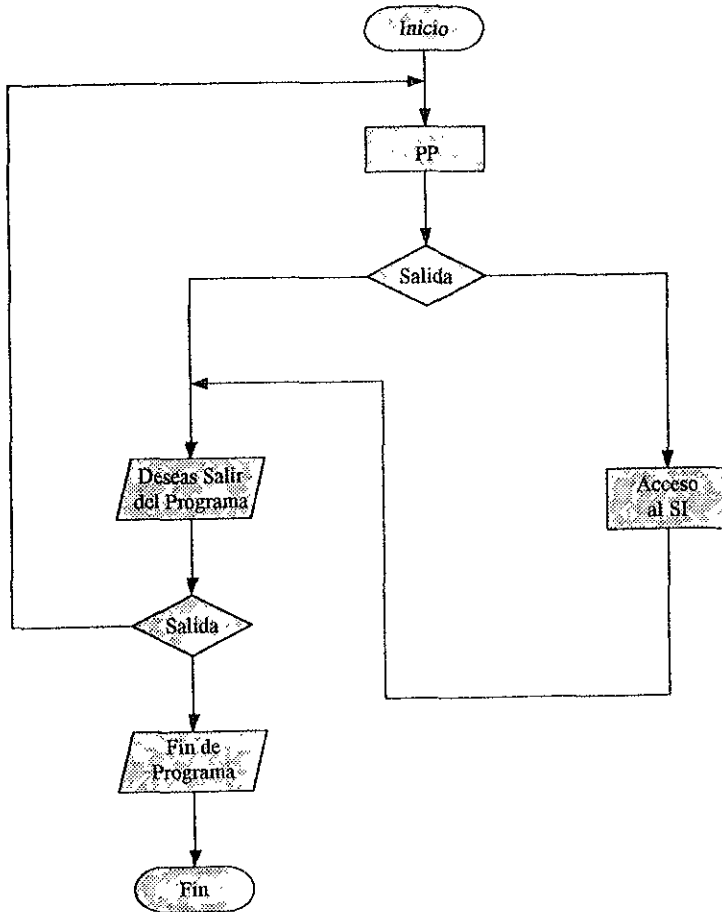 Inicio
PP
Salida
Deseas Salir
del Programa
Acceso
al SI
Salida
Fin de
Programa
Fin